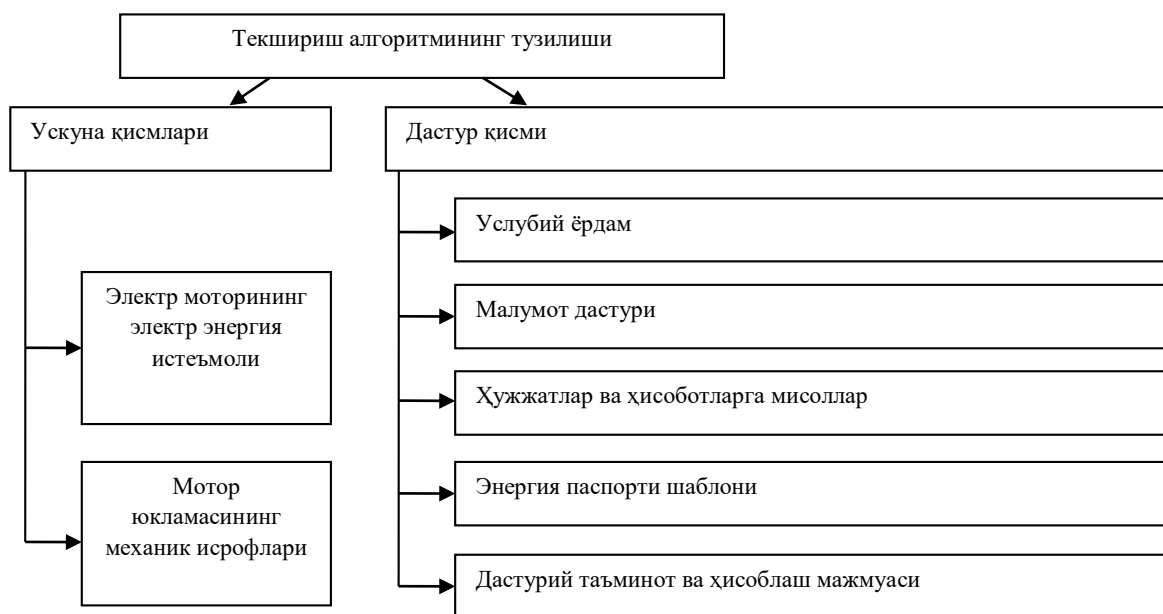 Текшириш алгоритмининг тузилиши
Ускуна қисмлари
Дастур қисми
Услубий ёрдам
Электр моторининг
электр энергия
истеъмоли
Малумот дастури
Ҳужжатлар ва ҳисоботларга мисоллар
Мотор
юкламасининг
механик исрофлари
Энергия паспорти шаблони
Дастурий таъминот ва ҳисоблаш мажмуаси